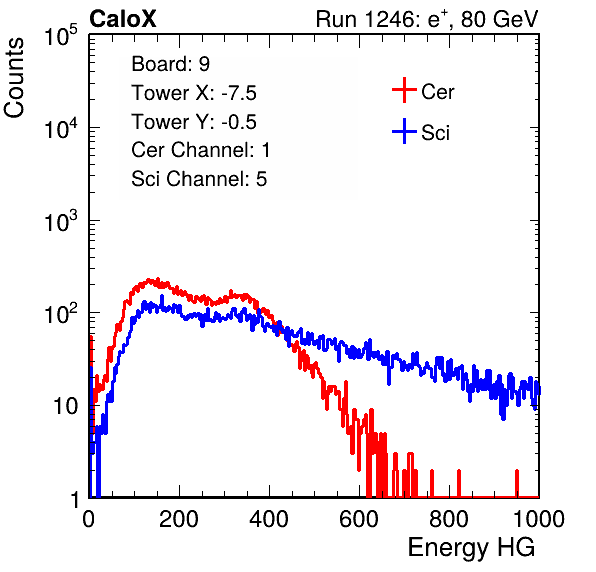 CaloX
Run 1246: e+, 80 GeV
Counts
Board: 9
Tower X: -7.5
Tower Y: -0.5
Cer Channel: 1
Sci Channel: 5
Cer
Sci
10^5
10^4
10^3
10^2
10
1
0 200 400 600 800 1000
Energy HG